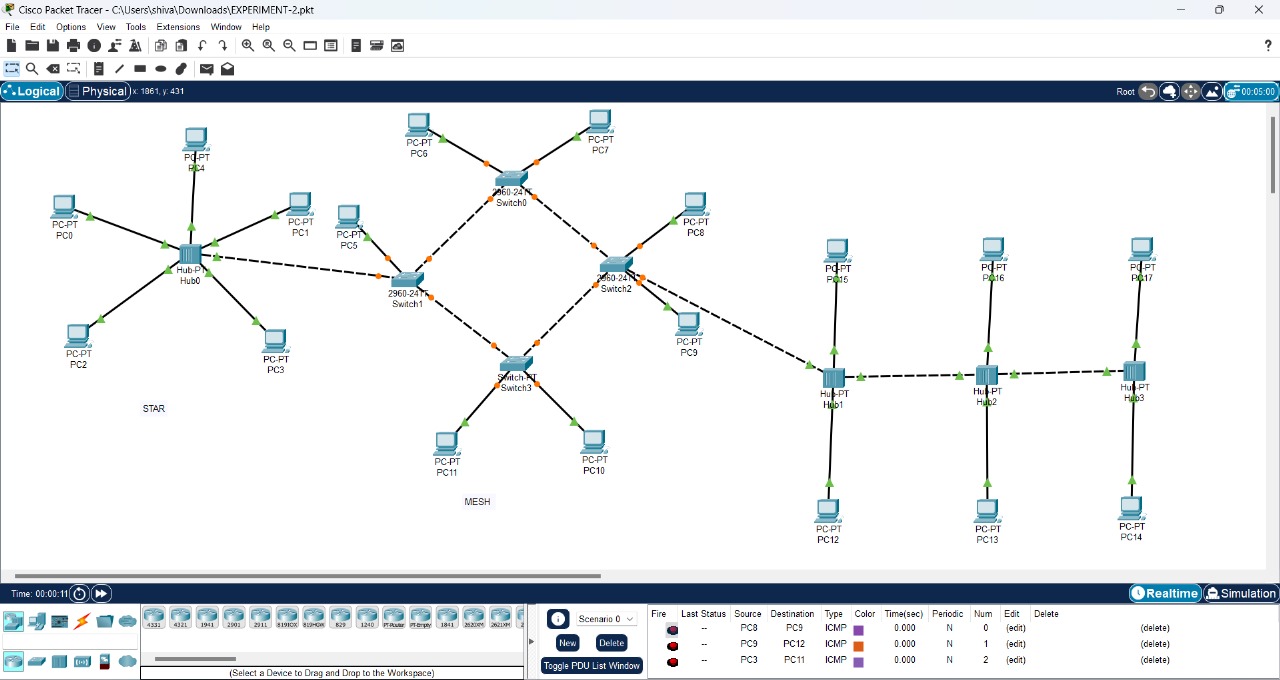 Cisco Packet Tracer - C:\Users\shiva\Downloads\EXPERIMENT-2.pkt
File Edit Options View Tools Extensions Window Help
?
Logical Physical x: 1861, y: 431 Root 00:05:00
PC-PT
PC4
PC-PT
PC0
PC-PT
PC1
Hub-PT
Hub0
PC-PT
PC2
PC-PT
PC3
STAR
PC-PT
PC6
PC-PT
PC7
2960-24TT
Switch0
PC-PT
PC5
2960-24TT
Switch1
PC-PT
PC8
2960-24TT
Switch2
PC-PT
PC9
Switch-PT
Switch3
PC-PT
PC11
PC-PT
PC10
MESH
PC-PT
PC15
PC-PT
PC16
PC-PT
PC17
Hub-PT
Hub1
Hub-PT
Hub2
Hub-PT
Hub3
PC-PT
PC12
PC-PT
PC13
PC-PT
PC14
Time: 00:00:11 Realtime Simulation
4331 4321 1941 2901 2911 819IOX 819HGW 829 1240 PT-Router PT-Empty 1841 2620XM 2621XM
(Select a Device to Drag and Drop to the Workspace)
Scenario 0
New Delete
Toggle PDU List Window
Fire Last Status Source Destination Type Color Time(sec) Periodic Num Edit Delete
-- PC8 PC9 ICMP 0.000 N 0 (edit) (delete)
-- PC9 PC12 ICMP 0.000 N 1 (edit) (delete)
-- PC3 PC11 ICMP 0.000 N 2 (edit) (delete)